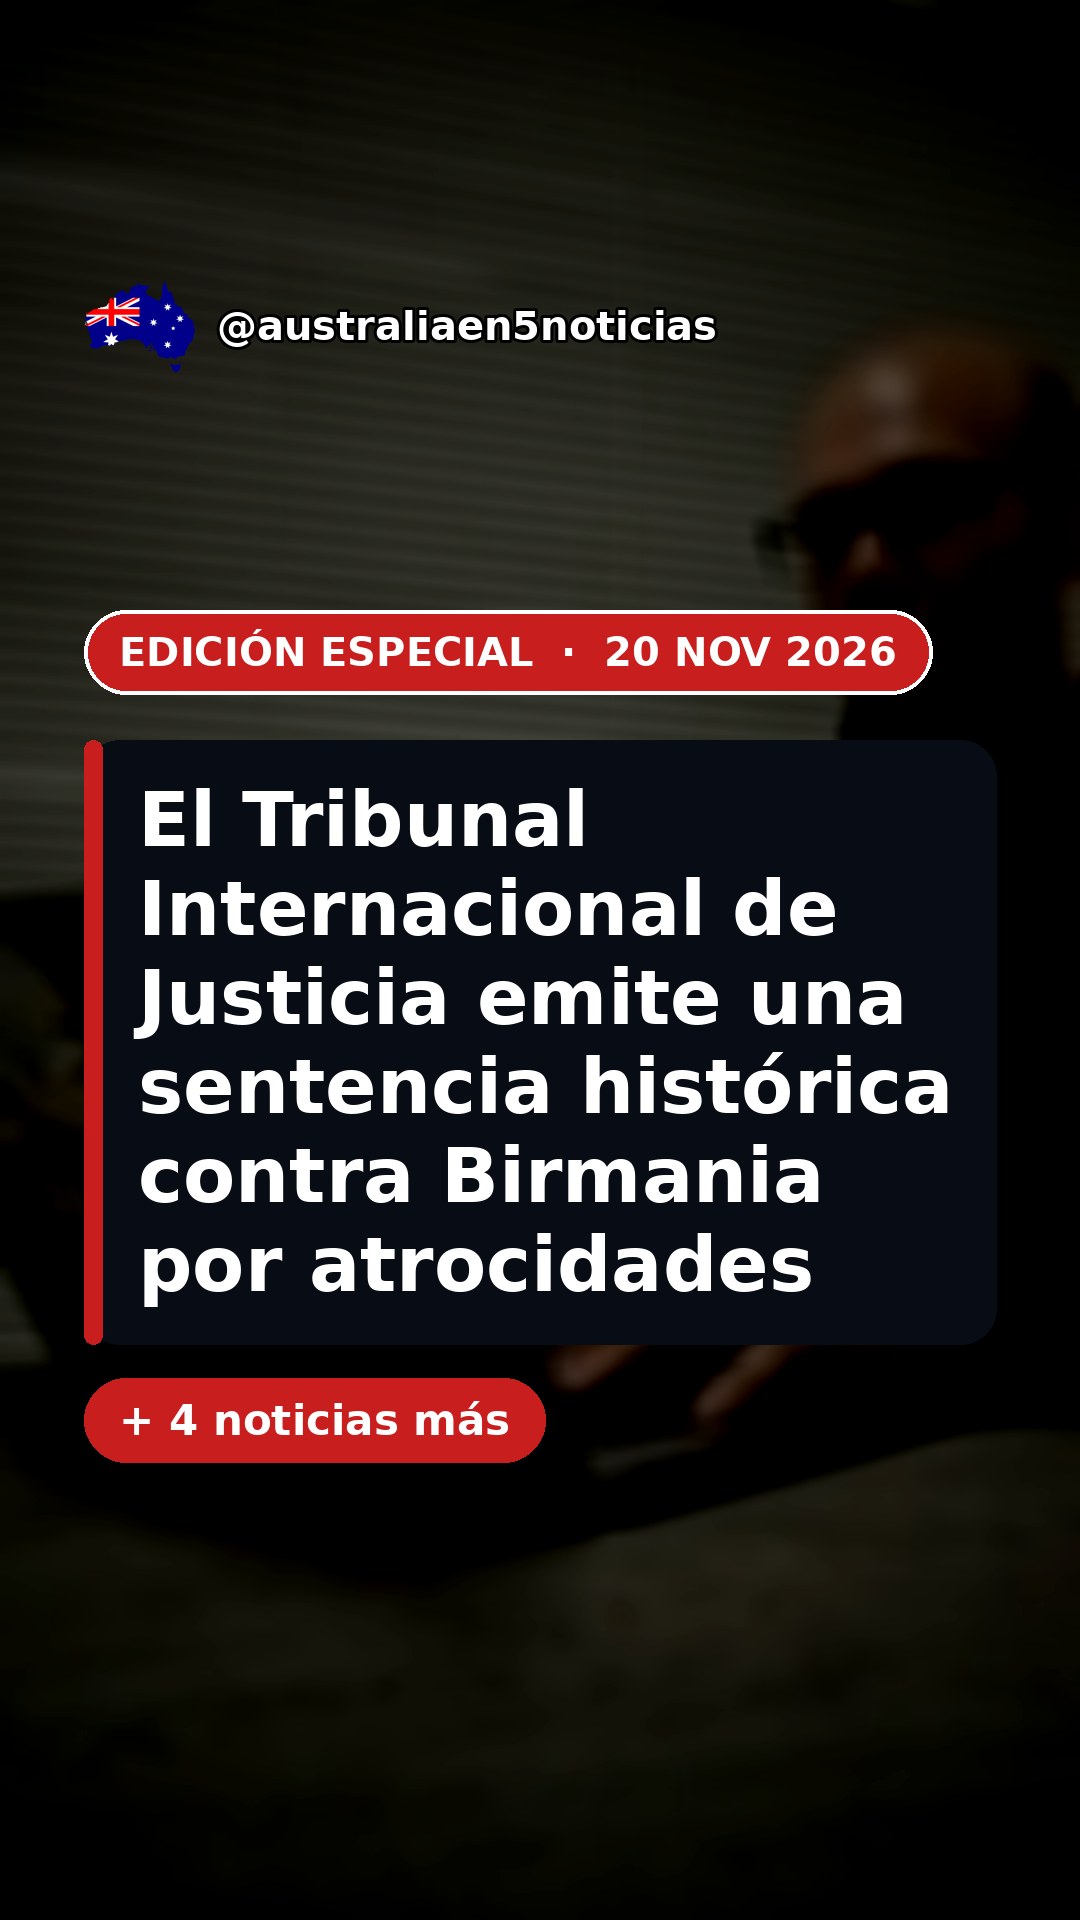 @australiaen5noticias
EDICIÓN ESPECIAL · 20 NOV 2026
El Tribunal
Internacional de
Justicia emite una
sentencia histórica
contra Birmania
por atrocidades
+ 4 noticias más